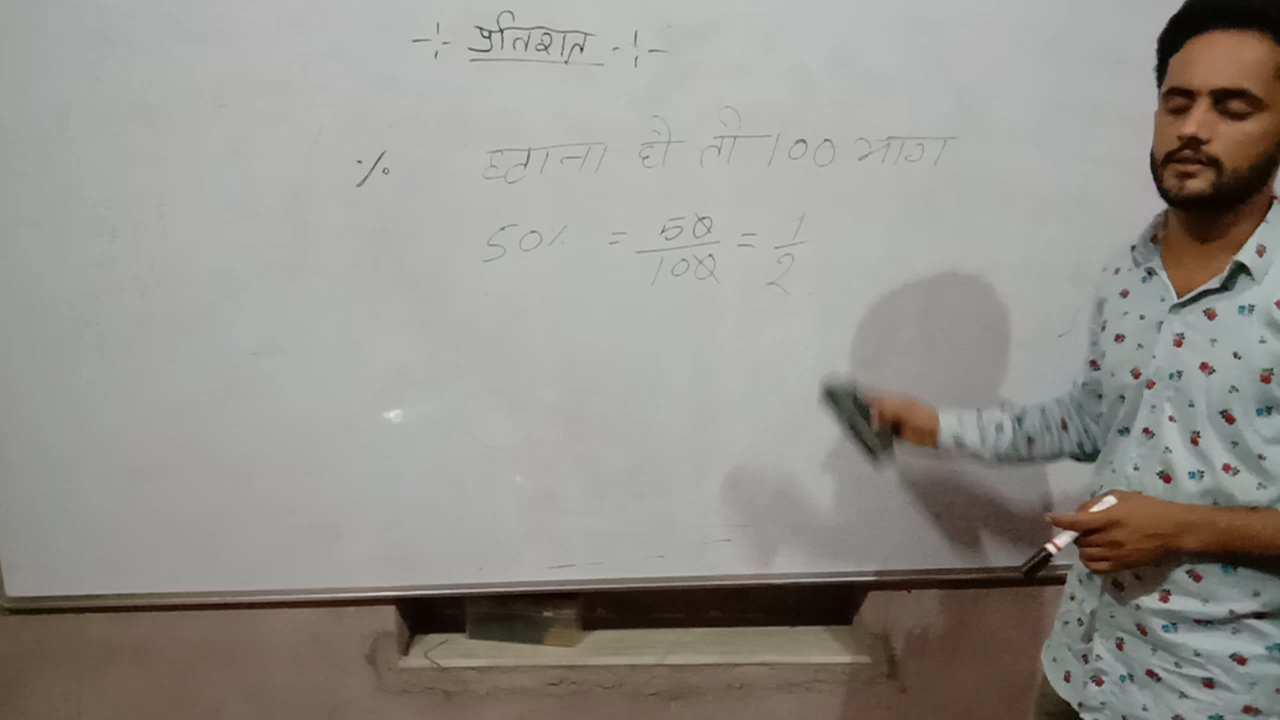 प्रतिशत
% हटाना हो तो 100 भाग
50% = 50/100 = 1/2